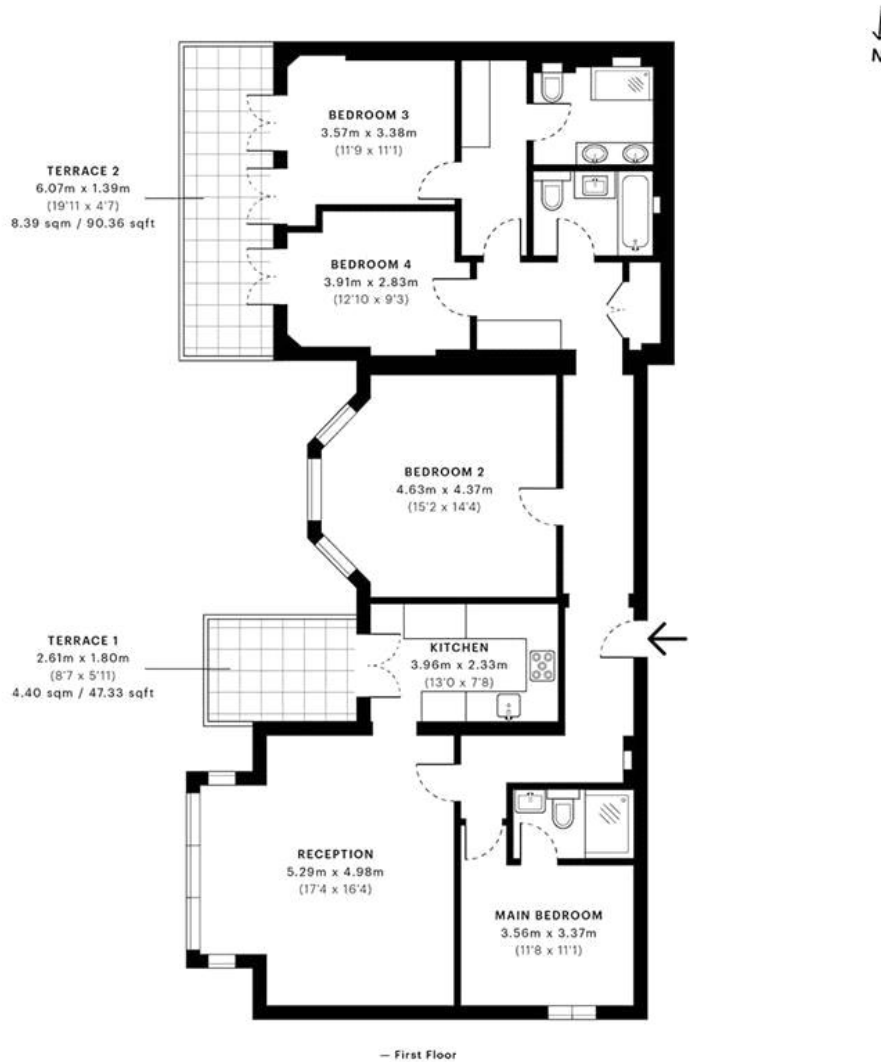 N
BEDROOM 3
3.57m x 3.38m
(11'9 x 11'1)
TERRACE 2
6.07m x 1.39m
(19'11 x 4'7)
8.39 sqm / 90.36 sqft
BEDROOM 4
3.91m x 2.83m
(12'10 x 9'3)
BEDROOM 2
4.63m x 4.37m
(15'2 x 14'4)
TERRACE 1
2.61m x 1.80m
(8'7 x 5'11)
4.40 sqm / 47.33 sqft
KITCHEN
3.96m x 2.33m
(13'0 x 7'8)
RECEPTION
5.29m x 4.98m
(17'4 x 16'4)
MAIN BEDROOM
3.56m x 3.37m
(11'8 x 11'1)
— First Floor